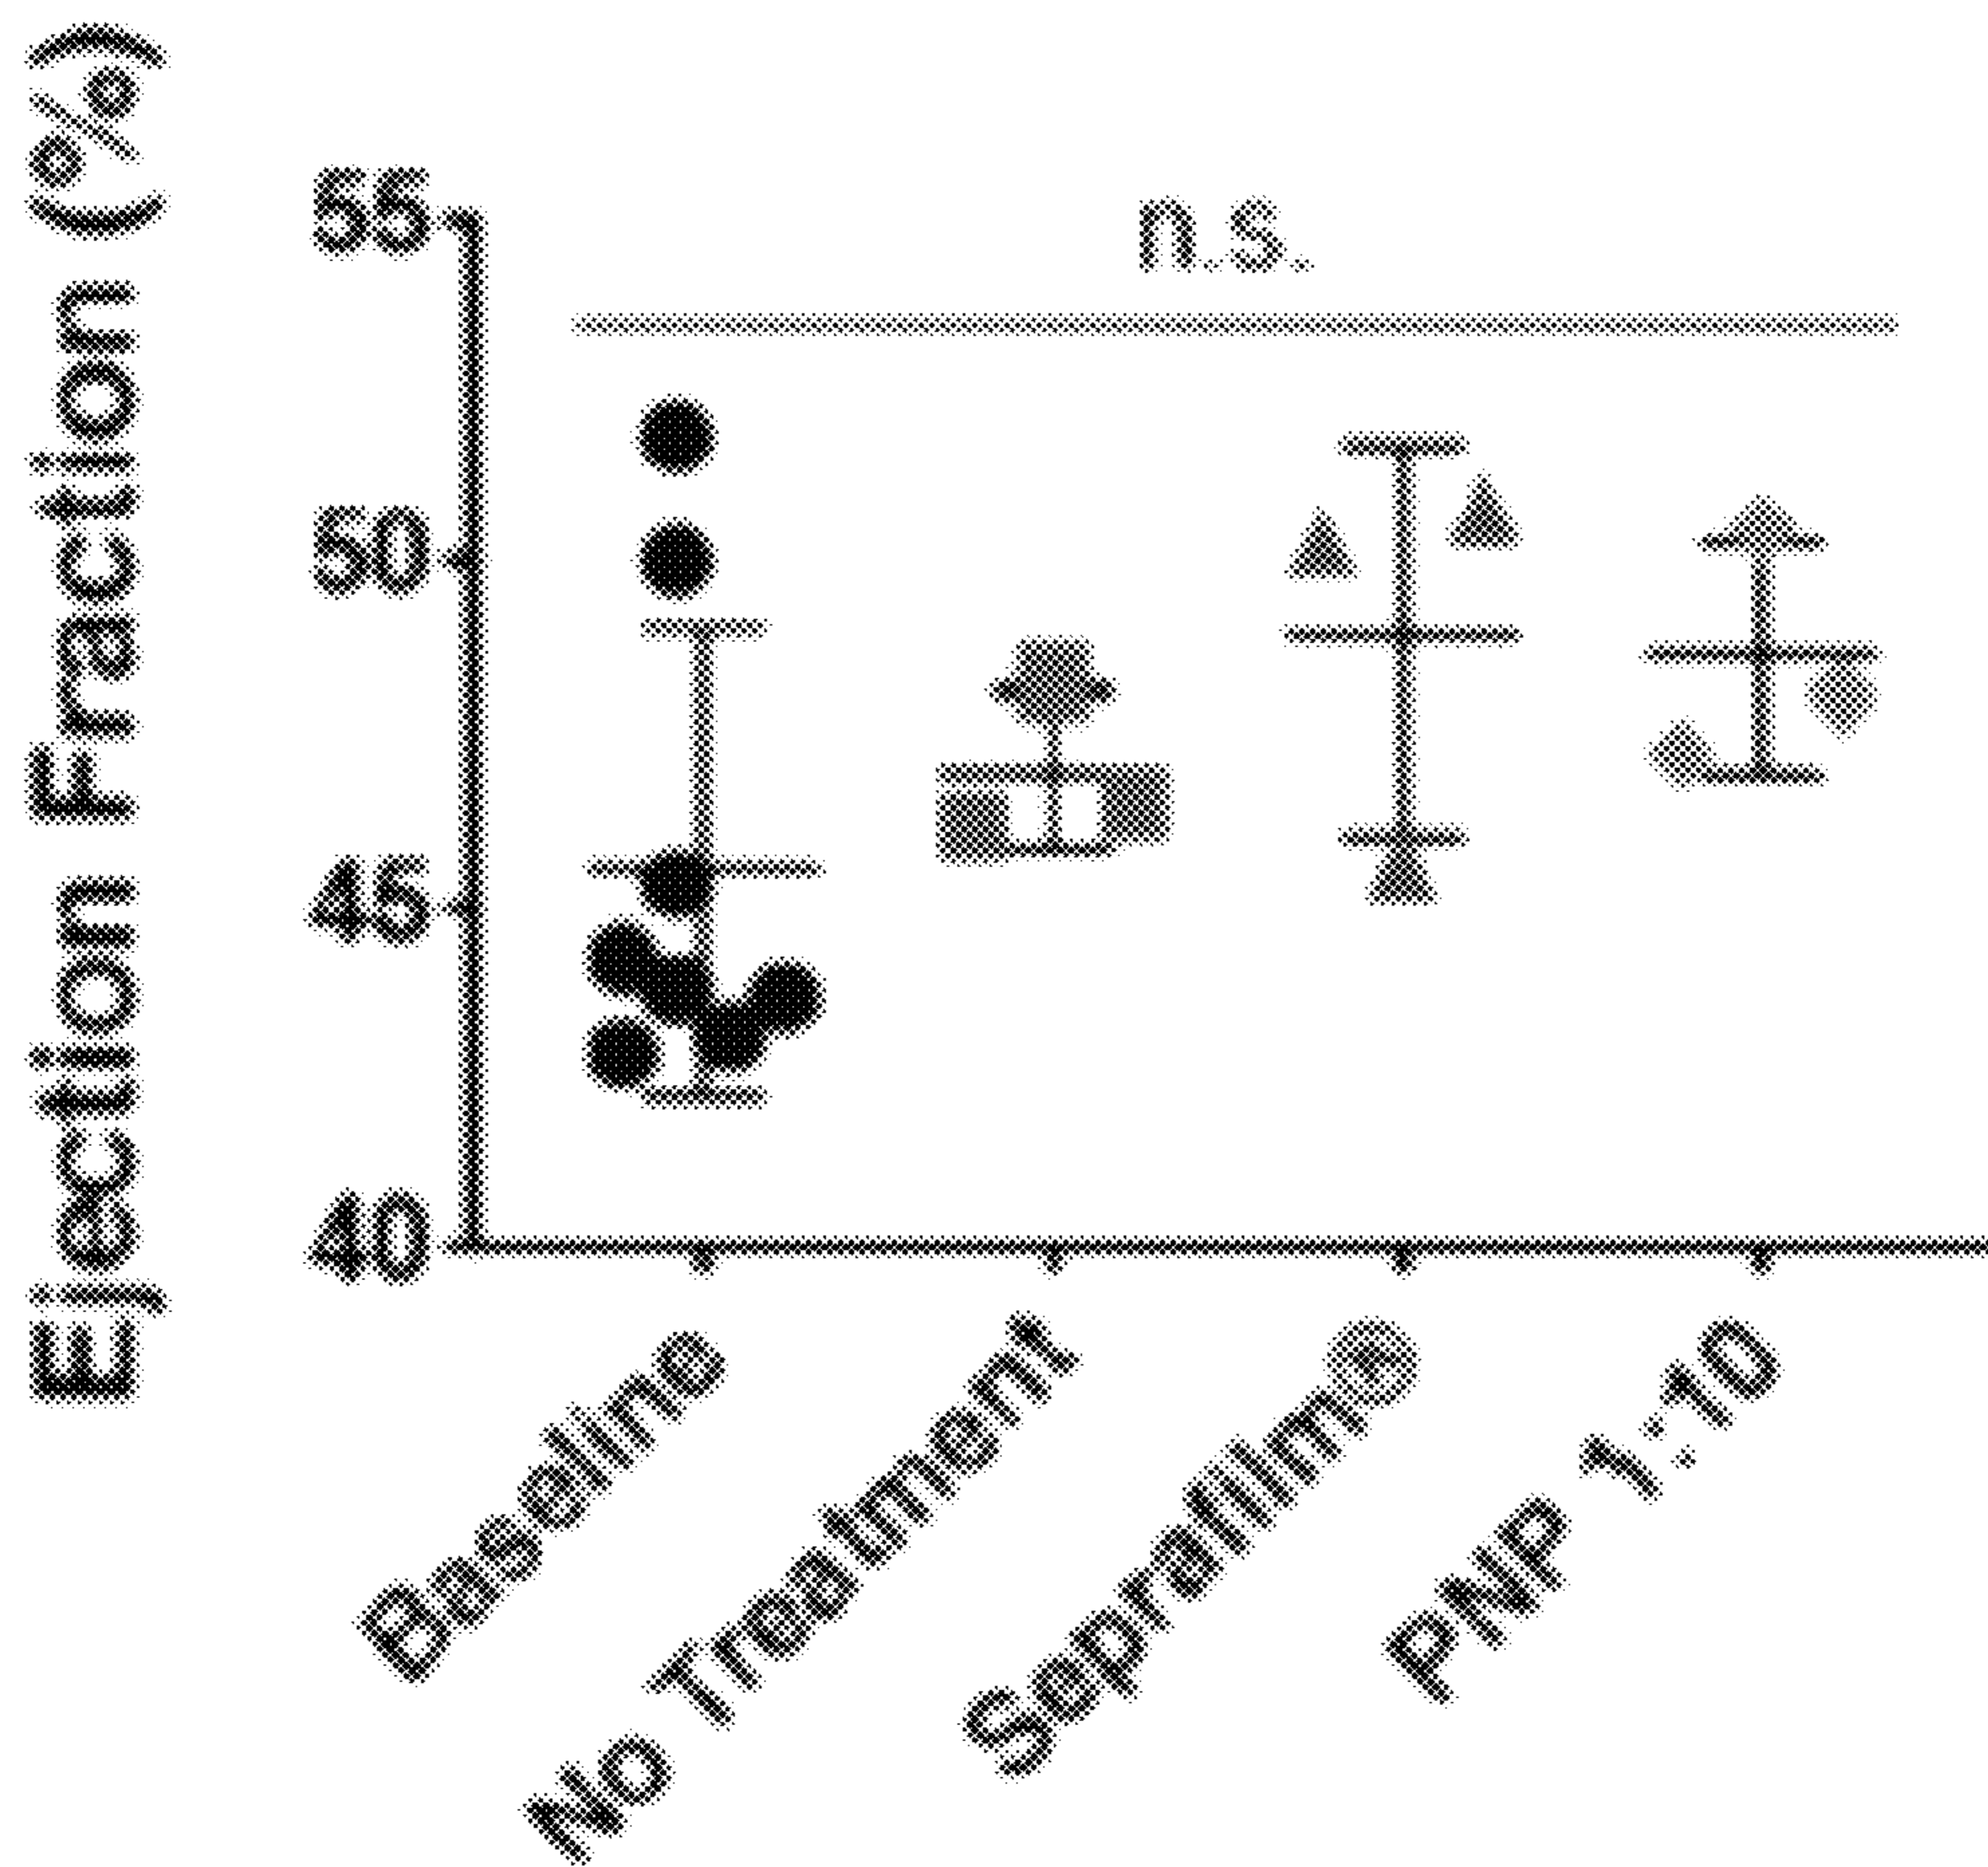 Ejection Fraction (%)
55
50
45
40
n.s.
Baseline
No Treatment
Seprafilm®
PNP 1:10